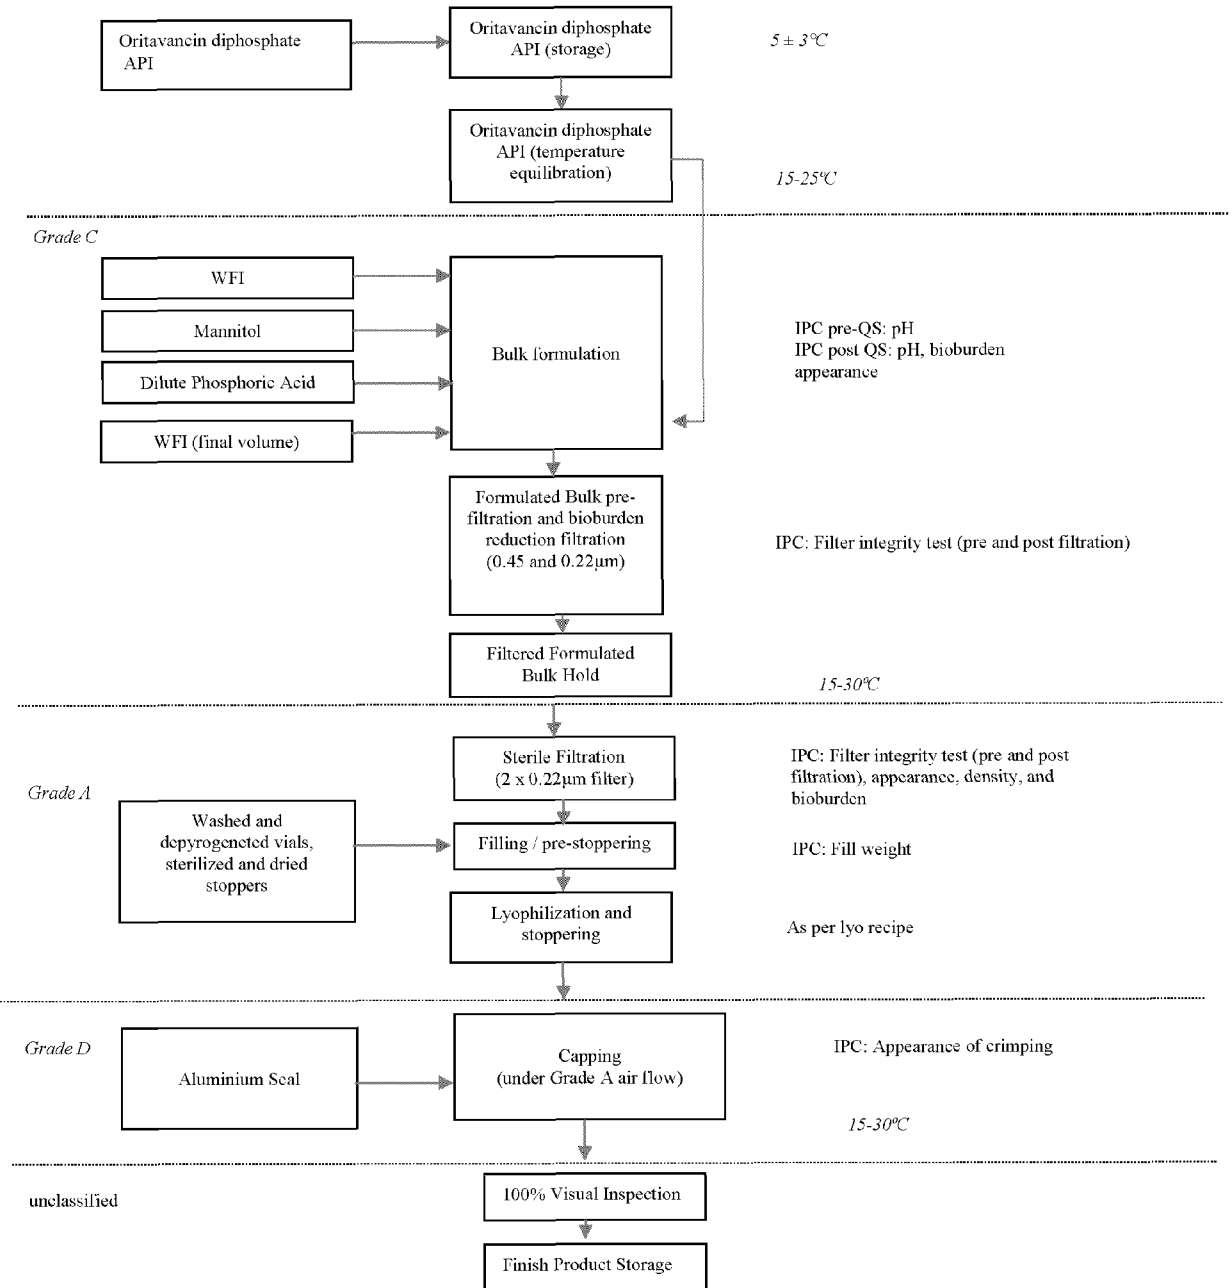 Oritavancin diphosphate
API
Oritavancin diphosphate
API (storage)
5 ± 3°C
Oritavancin diphosphate
API (temperature
equilibration)
15-25ºC
Grade C
WFI
Mannitol
Dilute Phosphoric Acid
WFI (final volume)
Bulk formulation
IPC pre-QS: pH
IPC post QS: pH, bioburden
appearance
Formulated Bulk pre-
filtration and bioburden
reduction filtration
(0.45 and 0.22µm)
IPC: Filter integrity test (pre and post filtration)
Filtered Formulated
Bulk Hold
15-30ºC
Sterile Filtration
(2 x 0.22µm filter)
IPC: Filter integrity test (pre and post
filtration), appearance, density, and
bioburden
Grade A
Washed and
depyrogeneted vials,
sterilized and dried
stoppers
Filling / pre-stoppering
IPC: Fill weight
Lyophilization and
stoppering
As per lyo recipe
Grade D
Aluminium Seal
Capping
(under Grade A air flow)
IPC: Appearance of crimping
15-30ºC
unclassified
100% Visual Inspection
Finish Product Storage